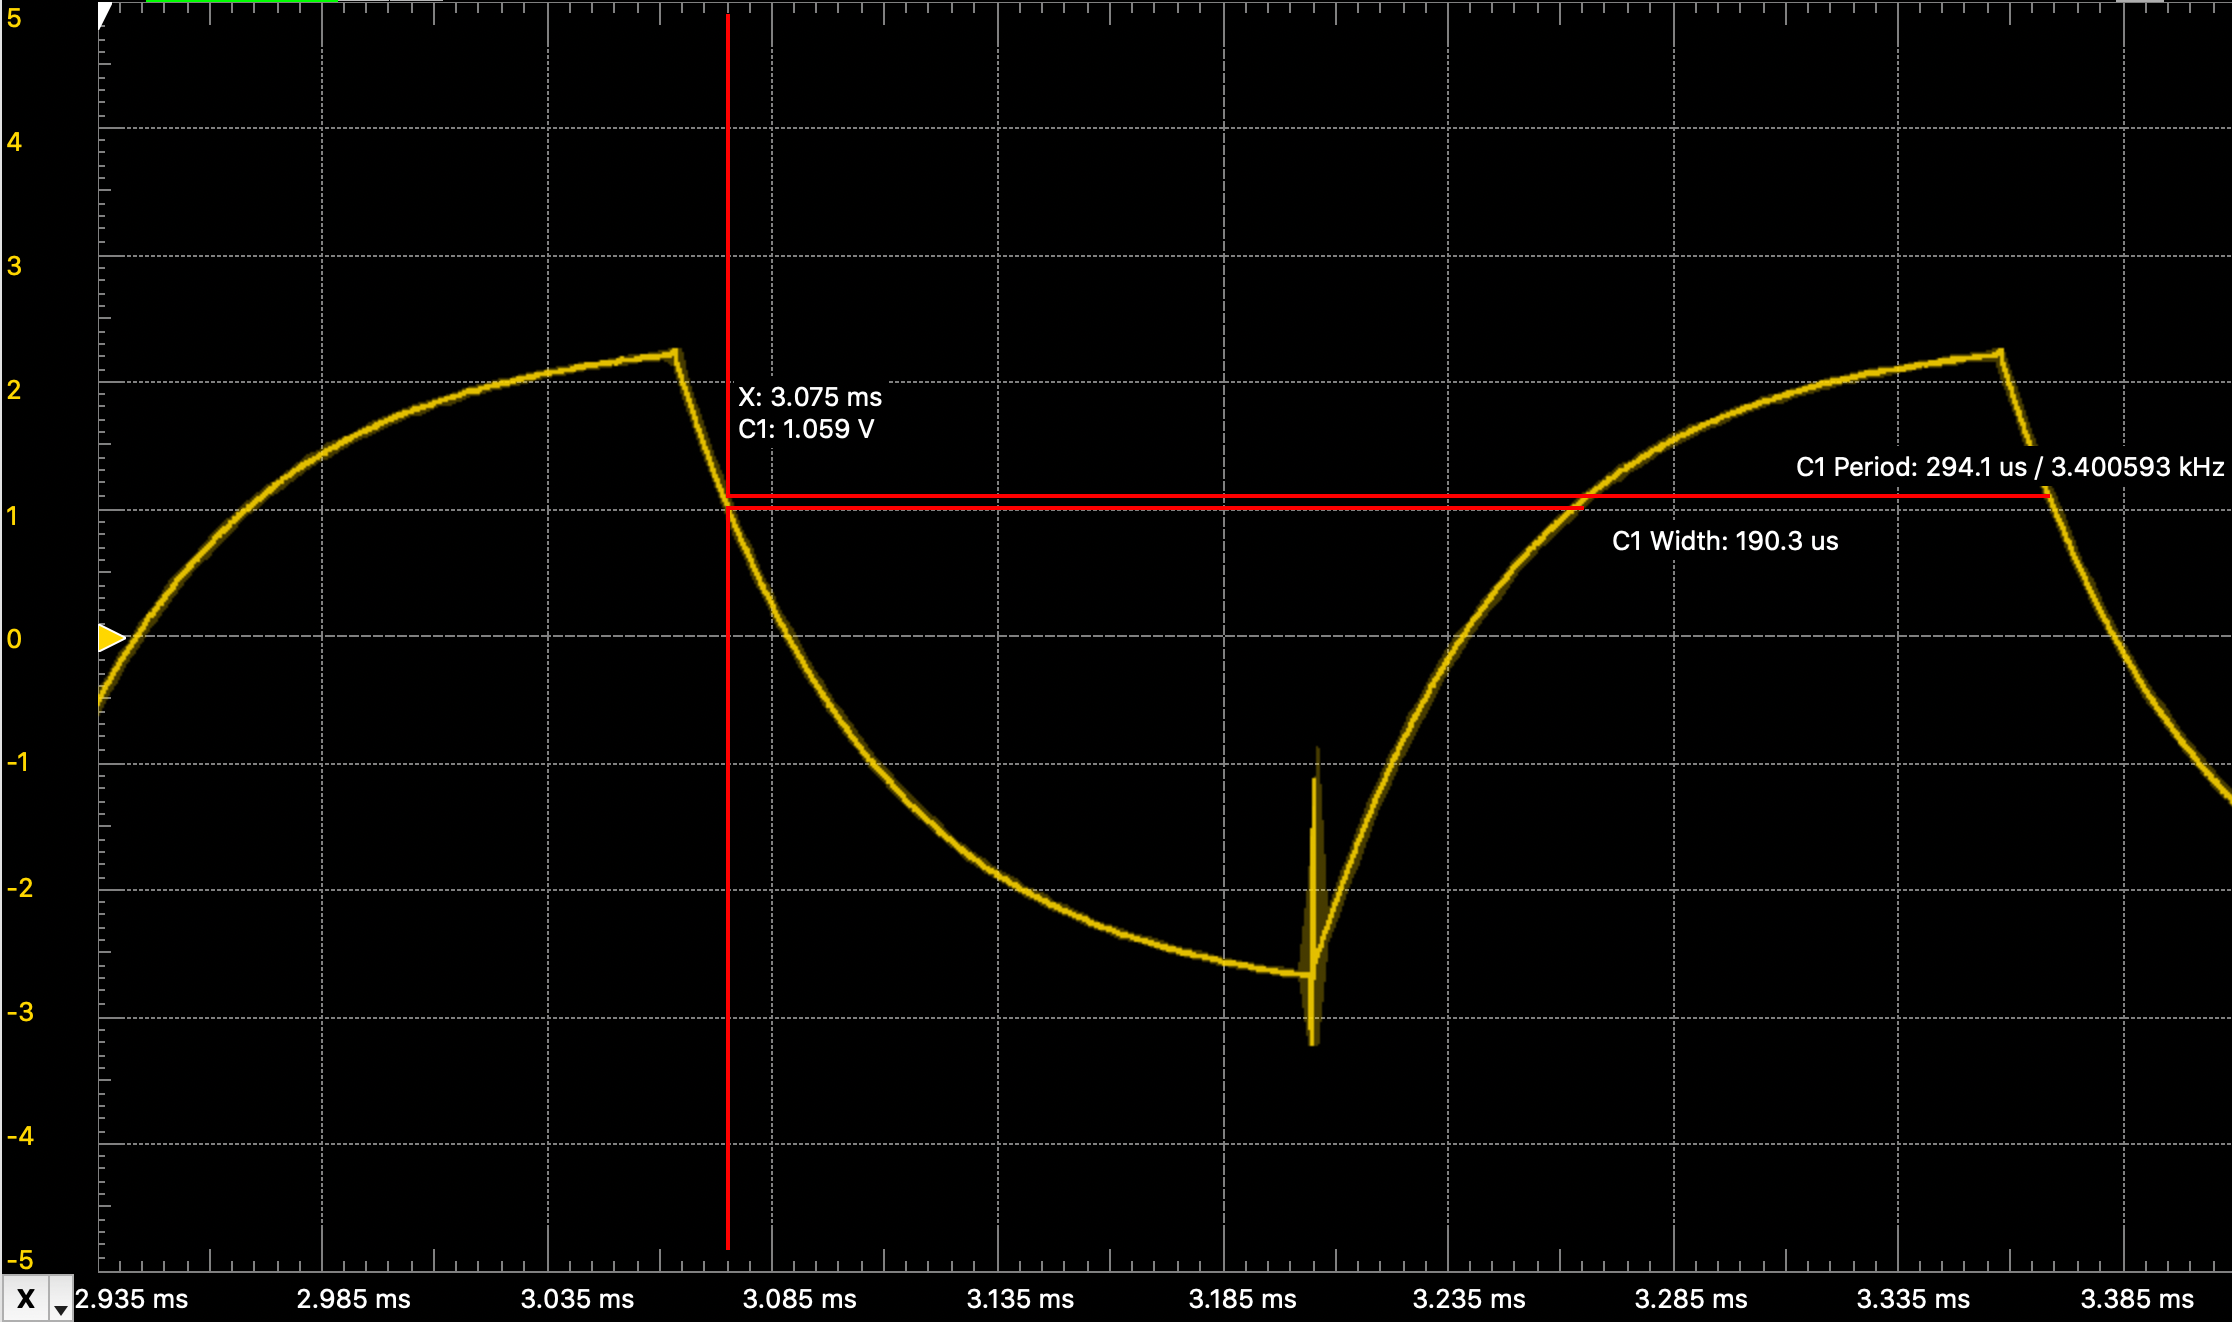 5
4
3
2
1
0
-1
-2
-3
-4
-5
X: 3.075 ms
C1: 1.059 V
C1 Period: 294.1 us / 3.400593 kHz
C1 Width: 190.3 us
X
2.935 ms 2.985 ms 3.035 ms 3.085 ms 3.135 ms 3.185 ms 3.235 ms 3.285 ms 3.335 ms 3.385 ms